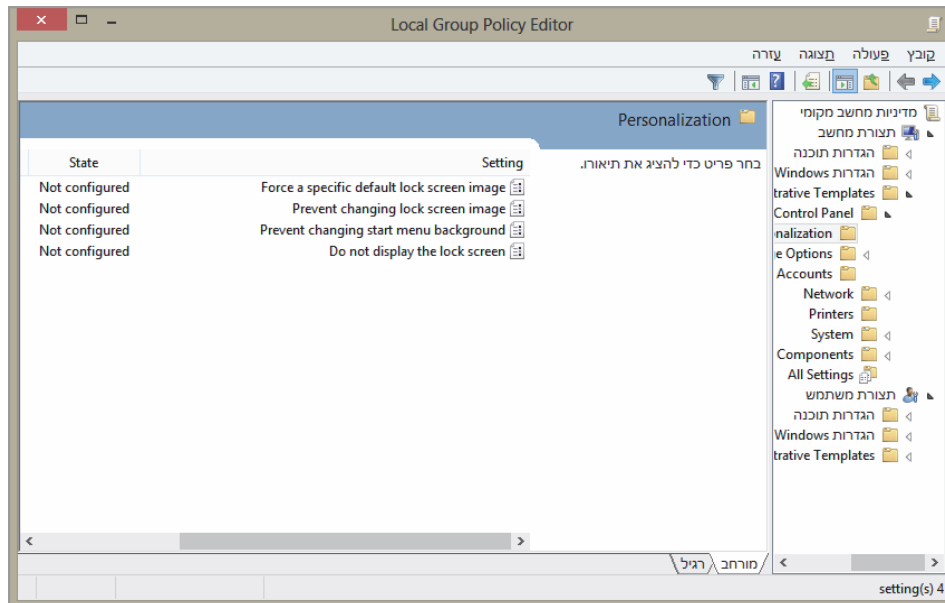 Local Group Policy Editor
קובץ פעולה תצוגה עזרה
מדיניות מחשב מקומי
תצורת מחשב
הגדרות תוכנה
הגדרות Windows
trative Templates
Control Panel
onalization
e Options
Accounts
Network
Printers
System
Components
All Settings
תצורת משתמש
הגדרות תוכנה
הגדרות Windows
trative Templates
Personalization
בחר פריט כדי להציג את תיאורו.
Setting State
Force a specific default lock screen image Not configured
Prevent changing lock screen image Not configured
Prevent changing start menu background Not configured
Do not display the lock screen Not configured
מורחב רגיל
setting(s) 4